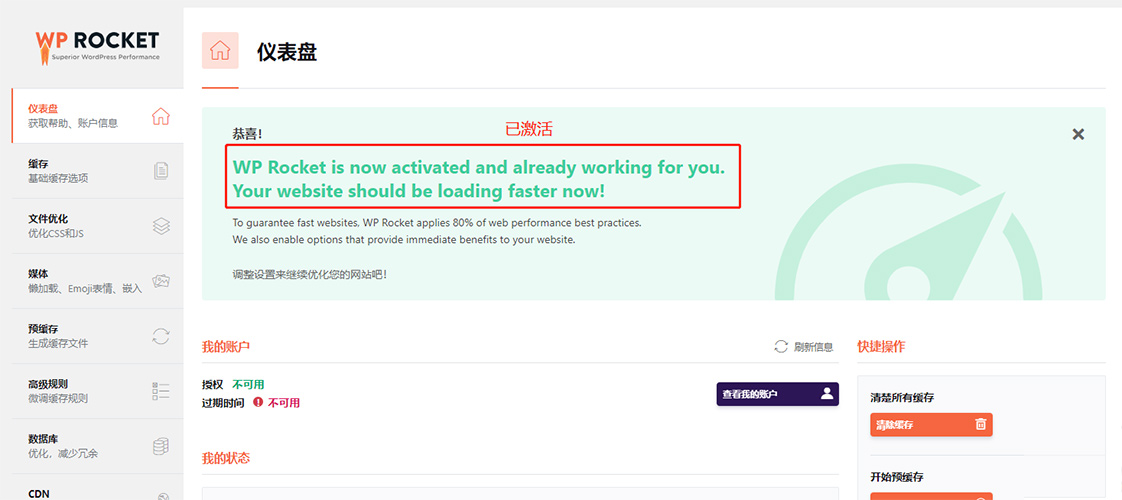 WP ROCKET
Superior WordPress Performance
仪表盘
获取帮助、账户信息
缓存
基础缓存选项
文件优化
优化CSS和JS
媒体
懒加载、Emoji表情、嵌入
预缓存
生成缓存文件
高级规则
微调缓存规则
数据库
优化，减少冗余
CDN
仪表盘
恭喜！
已激活
WP Rocket is now activated and already working for you.
Your website should be loading faster now!
To guarantee fast websites, WP Rocket applies 80% of web performance best practices.
We also enable options that provide immediate benefits to your website.
调整设置来继续优化您的网站吧！
我的账户
刷新信息
授权 不可用
过期时间 不可用
查看我的账户
我的状态
快捷操作
清楚所有缓存
清除缓存
开始预缓存